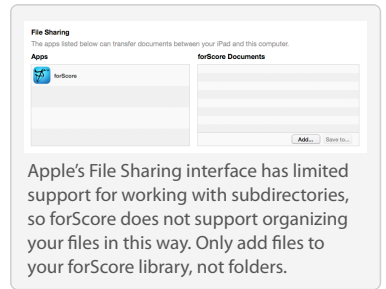 File Sharing
The apps listed below can transfer documents between your iPad and this computer.
Apps
forScore Documents
forScore
Add...
Save to...
Apple’s File Sharing interface has limited
support for working with subdirectories,
so forScore does not support organizing
your files in this way. Only add files to
your forScore library, not folders.